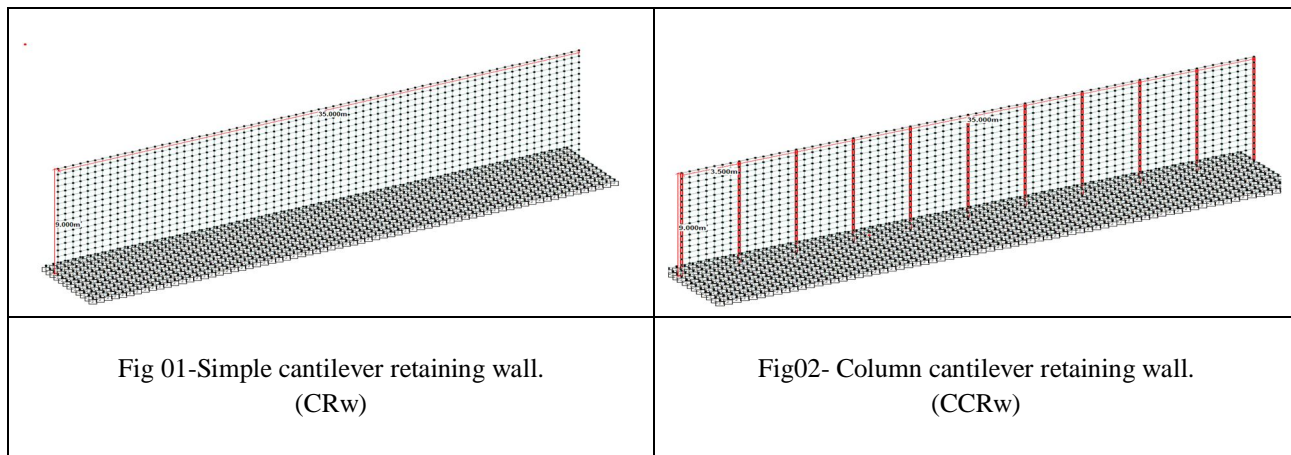 35.000m
9.000m
35.000m
3.500m
9.000m
Fig 01-Simple cantilever retaining wall.
(CRw)
Fig02- Column cantilever retaining wall.
(CCRw)